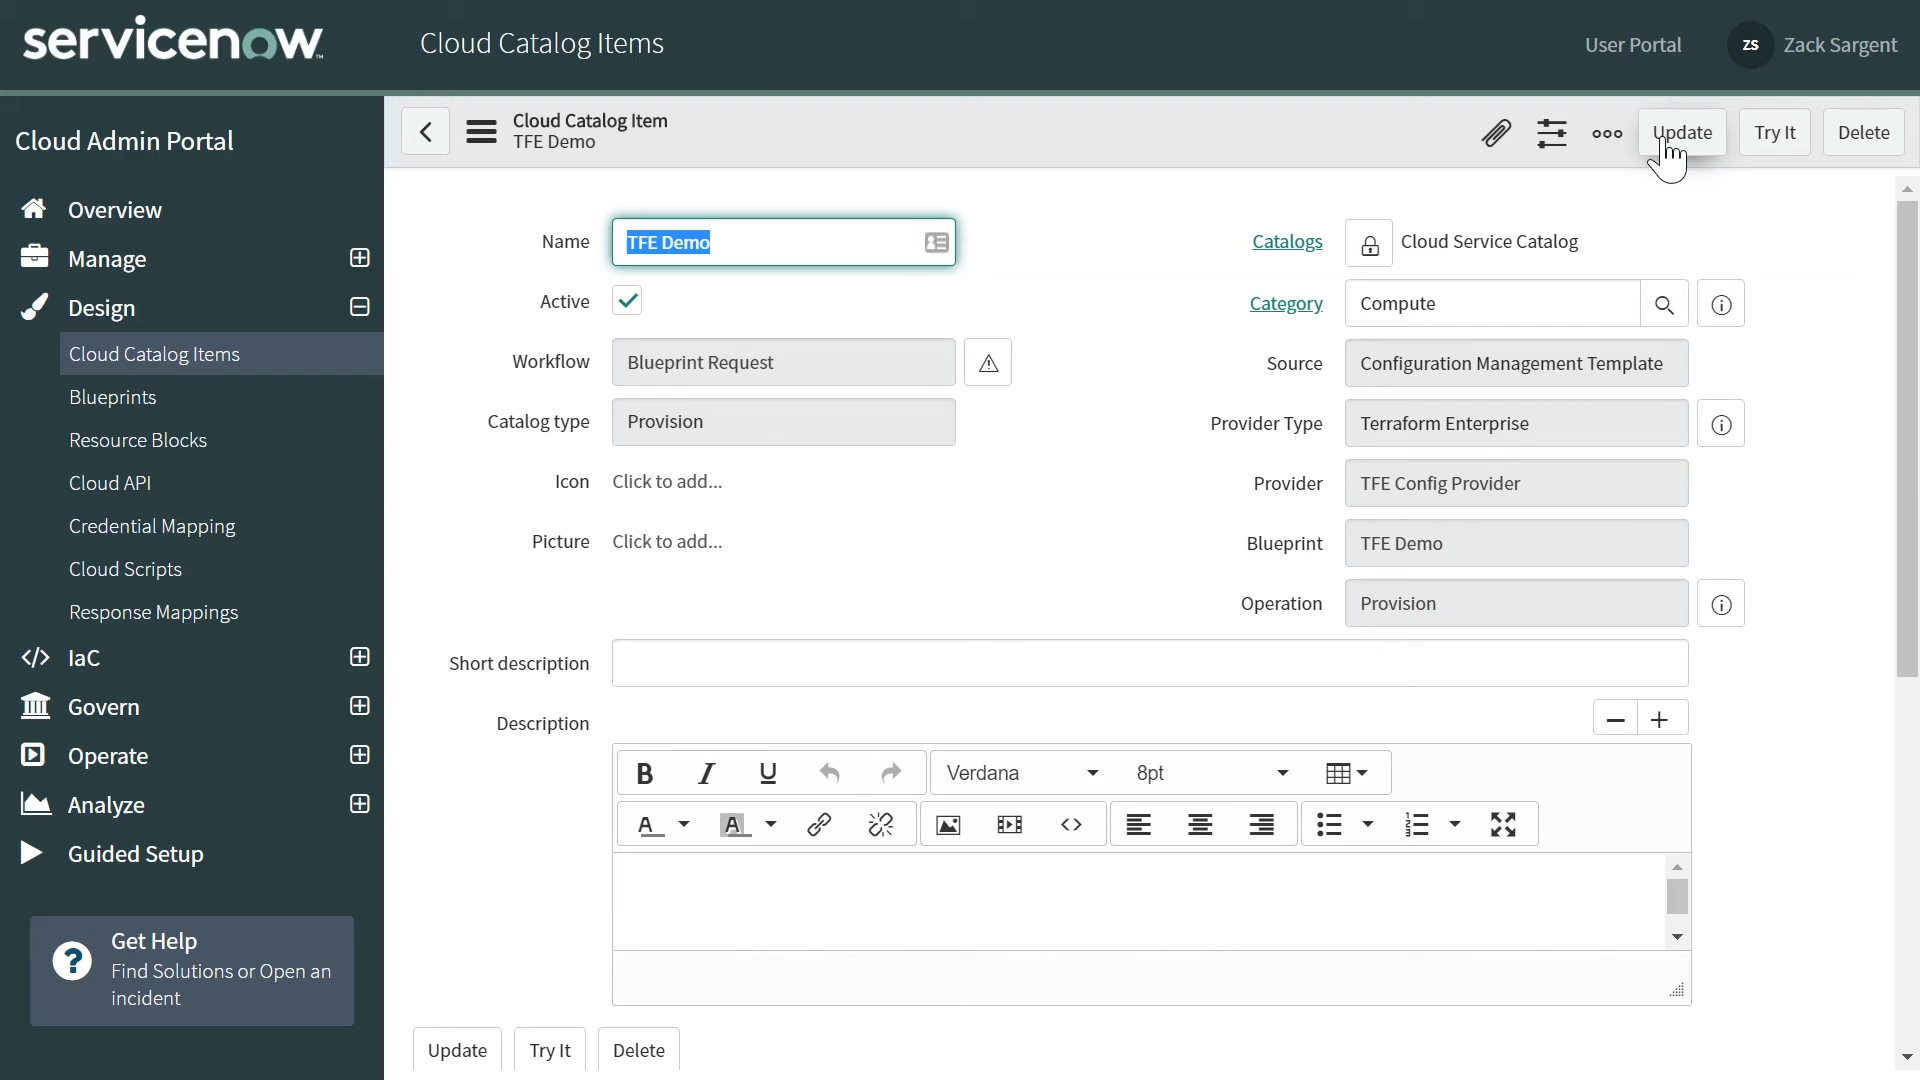 servicenow
Cloud Catalog Items
User Portal
ZS
Zack Sargent
Cloud Admin Portal
Overview
Manage
Design
Cloud Catalog Items
Blueprints
Resource Blocks
Cloud API
Credential Mapping
Cloud Scripts
Response Mappings
IaC
Govern
Operate
Analyze
Guided Setup
Get Help
Find Solutions or Open an
incident
Cloud Catalog Item
TFE Demo
Update
Try It
Delete
Name
TFE Demo
Active
Workflow
Blueprint Request
Catalog type
Provision
Icon
Click to add...
Picture
Click to add...
Catalogs
Cloud Service Catalog
Category
Compute
Source
Configuration Management Template
Provider Type
Terraform Enterprise
Provider
TFE Config Provider
Blueprint
TFE Demo
Operation
Provision
Short description
Description
B I U
Verdana
8pt
A A
Update
Try It
Delete